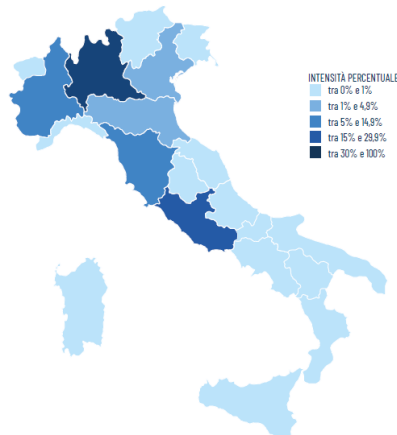 INTENSITÀ PERCENTUALE
tra 0% e 1%
tra 1% e 4,9%
tra 5% e 14,9%
tra 15% e 29,9%
tra 30% e 100%